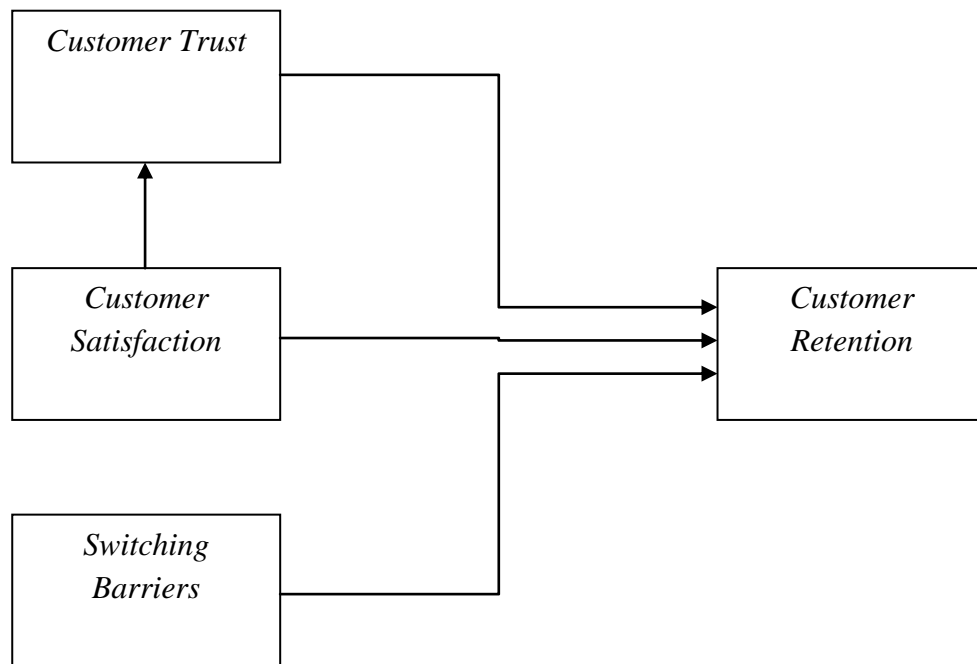 Customer Trust
Customer
Satisfaction
Customer
Retention
Switching
Barriers